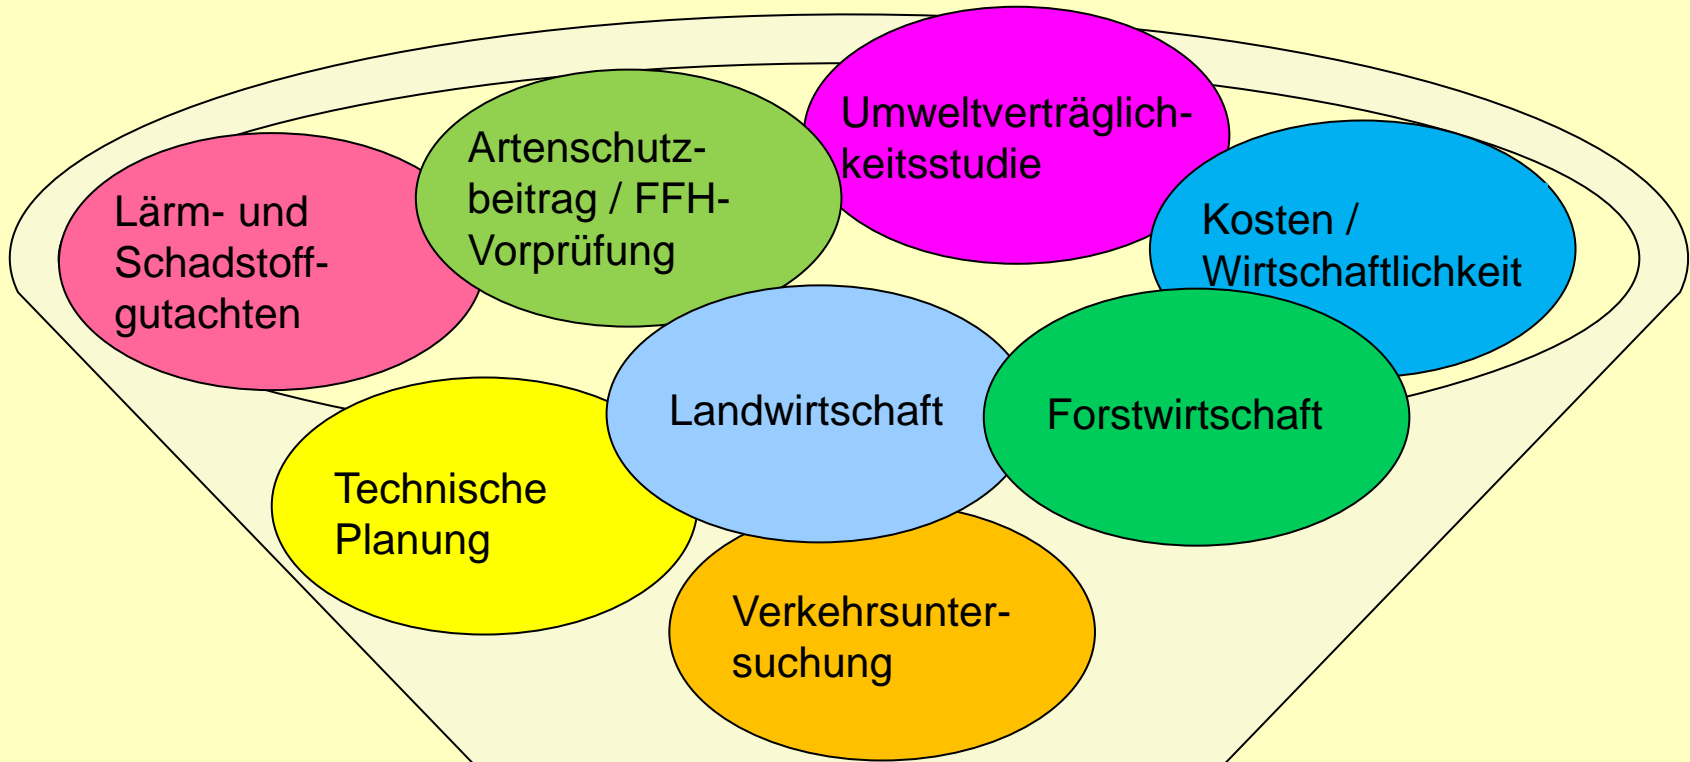 Lärm- und
Schadstoff-
gutachten
Artenschutz-
beitrag / FFH-
Vorprüfung
Umweltverträglich-
keitsstudie
Kosten /
Wirtschaftlichkeit
Landwirtschaft
Forstwirtschaft
Technische
Planung
Verkehrsunter-
suchung